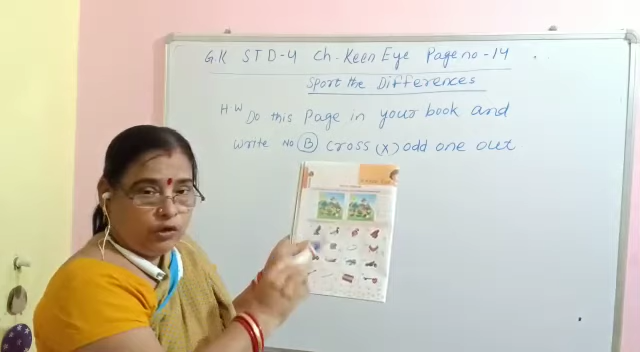 G.K STD-4 Ch-Keen Eye Page no-14
Sport the Differences
H W Do this Page in your book and
Write No (B) Cross (x) odd one out